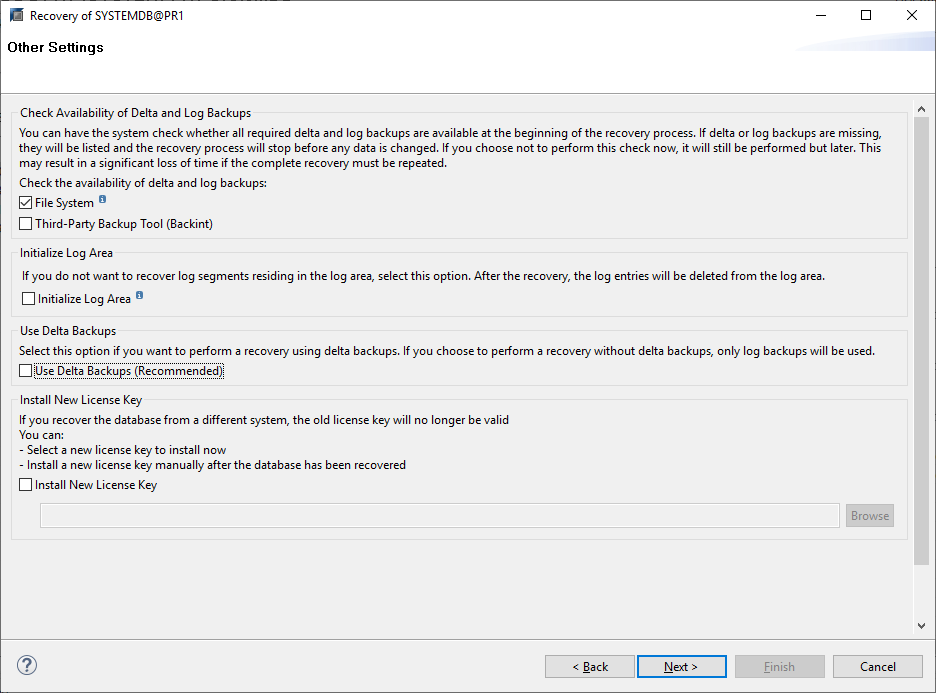 Recovery of SYSTEMDB@PR1
Other Settings
Check Availability of Delta and Log Backups
You can have the system check whether all required delta and log backups are available at the beginning of the recovery process. If delta or log backups are missing,
they will be listed and the recovery process will stop before any data is changed. If you choose not to perform this check now, it will still be performed but later. This
may result in a significant loss of time if the complete recovery must be repeated.
Check the availability of delta and log backups:
File System
Third-Party Backup Tool (Backint)
Initialize Log Area
If you do not want to recover log segments residing in the log area, select this option. After the recovery, the log entries will be deleted from the log area.
Initialize Log Area
Use Delta Backups
Select this option if you want to perform a recovery using delta backups. If you choose to perform a recovery without delta backups, only log backups will be used.
Use Delta Backups (Recommended)
Install New License Key
If you recover the database from a different system, the old license key will no longer be valid
You can:
- Select a new license key to install now
- Install a new license key manually after the database has been recovered
Install New License Key
Browse
?
< Back
Next >
Finish
Cancel